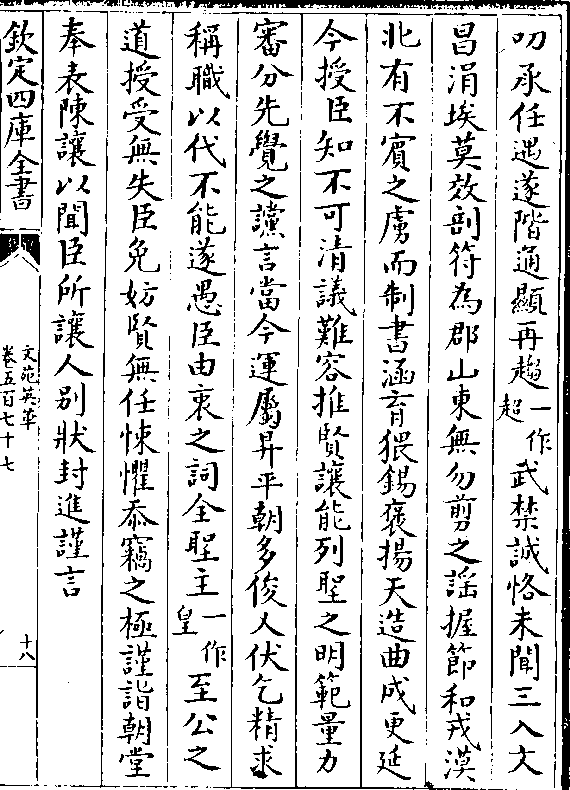 叨承任遇遂階通顯再趨一作超武禁誠恪未聞三入文
昌涓埃莫效剖符為郡山東無勿剪之謡握節和戎漠
北有不賓之虜而制書涵育猥錫褒揚天造曲成更延
今授臣知不可清議難容推賢讓能列聖之明範量力
審分先覺之讜言當今運屬昇平朝多俊乂伏乞精求
稱職以代不能遂愚臣由衷之詞全聖主一作皇至公之
道授受無失臣免妨賢無任悚懼忝竊之極謹詣朝堂
奉表陳讓以聞臣所讓人别狀封進謹言
欽定四庫全書
文苑英華
卷五百七十七
十八